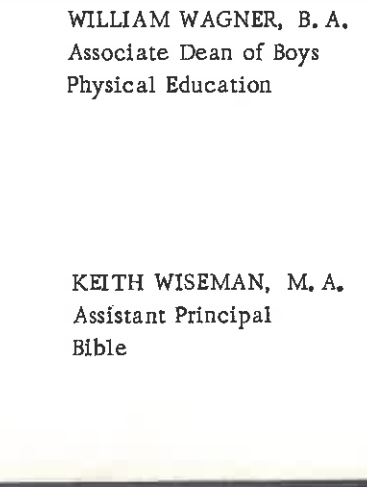 WILLIAM WAGNER, B. A.
Associate Dean of Boys
Physical Education
KEITH WISEMAN, M. A.
Assistant Principal
Bible